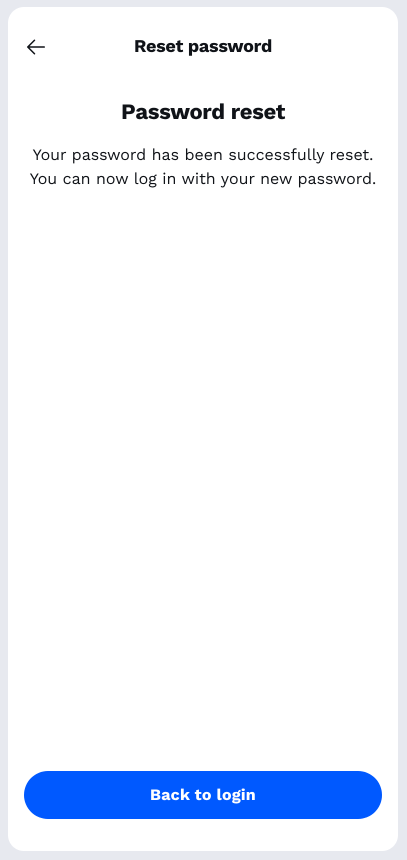 Reset password
Password reset
Your password has been successfully reset.
You can now log in with your new password.
Back to login